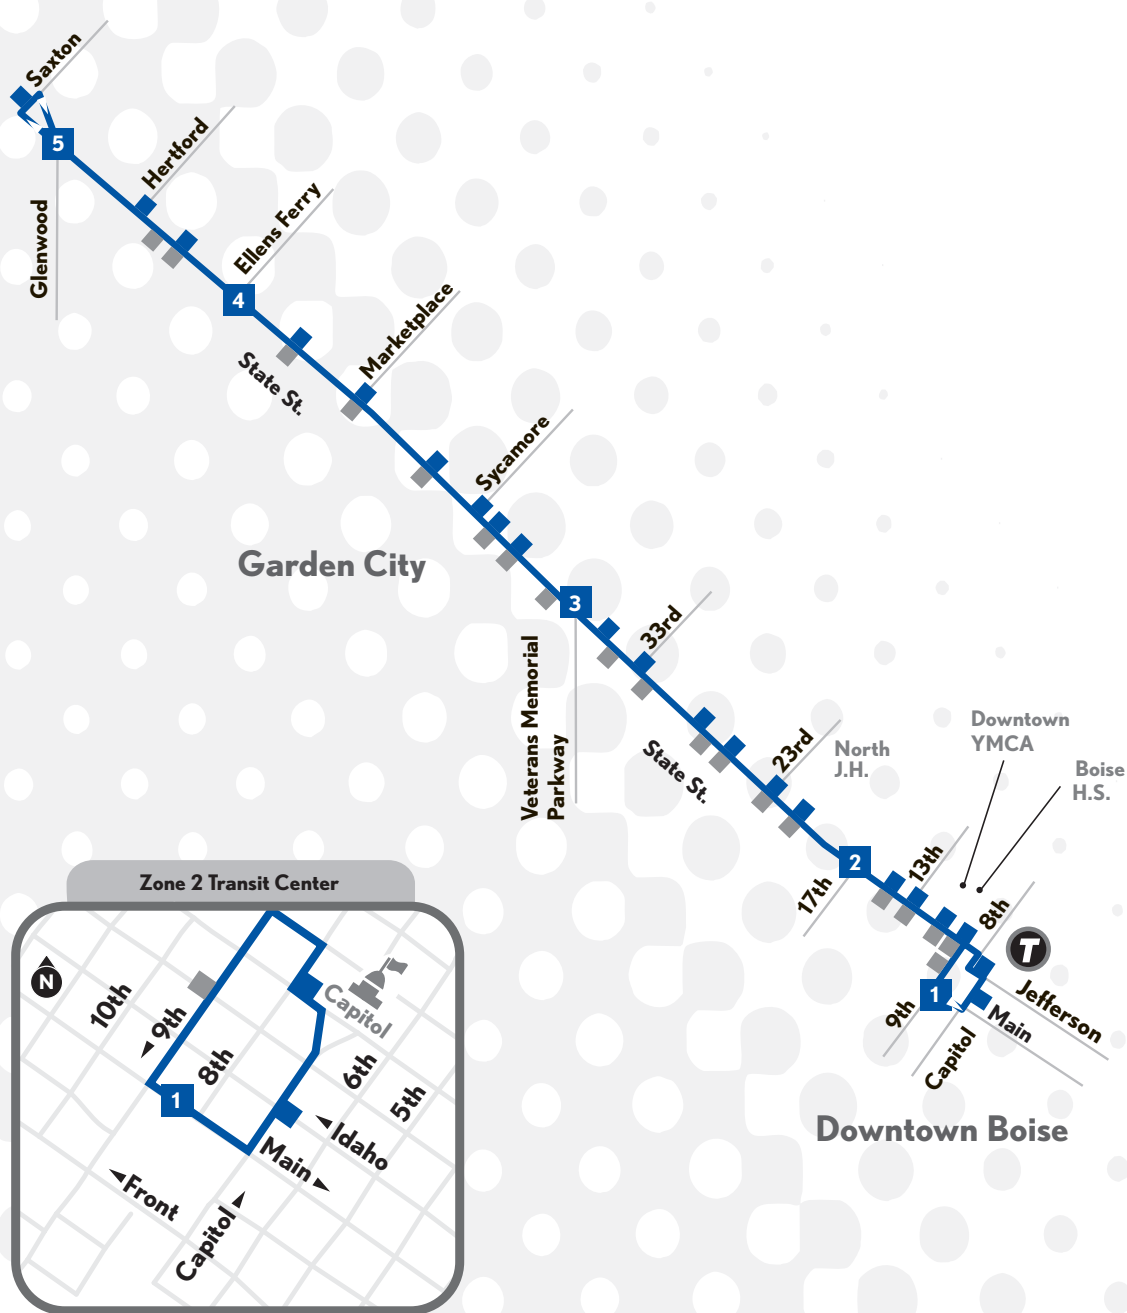 Saxton
5
Hertford
Glenwood
Ellens Ferry
4
Marketplace
State St.
Sycamore
Garden City
3
33rd
Veterans Memorial
Parkway
State St.
23rd
North
J.H.
Downtown
YMCA
Boise
H.S.
2
13th
17th
8th
T
1
Jefferson
9th
Main
Capitol
Downtown Boise
Zone 2 Transit Center
N
10th
9th
Capitol
8th
6th
5th
1
Idaho
Main
Front
Capitol